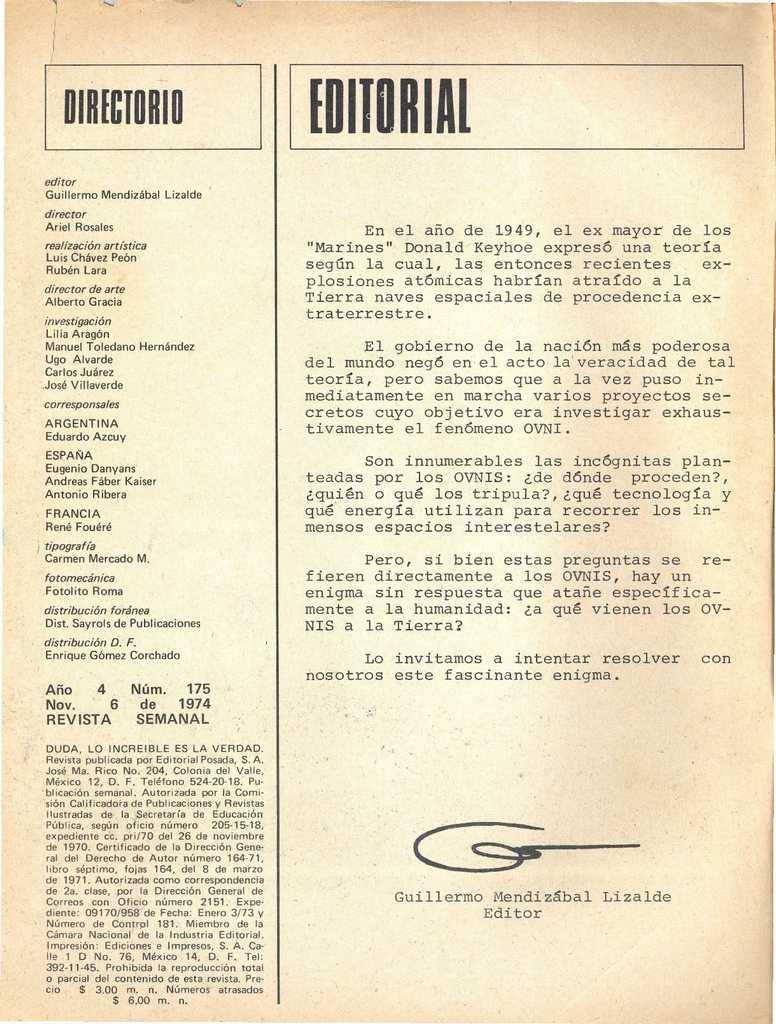 DIRECTORIO
editor
Guillermo Mendizábal Lizalde
director
Ariel Rosales
realización artística
Luis Chávez Peón
Rubén Lara
director de arte
Alberto Gracia
investigación
Lilia Aragón
Manuel Toledano Hernández
Ugo Alvarde
Carlos Juárez
José Villaverde
corresponsales
ARGENTINA
Eduardo Azcuy
ESPAÑA
Eugenio Danyans
Andreas Fáber Kaiser
Antonio Ribera
FRANCIA
René Fouéré
tipografía
Carmen Mercado M.
fotomecánica
Fotolito Roma
distribución foránea
Dist. Sayrols de Publicaciones
distribución D. F.
Enrique Gómez Corchado
Año 4 Núm. 175
Nov. 6 de 1974
REVISTA SEMANAL
DUDA, LO INCREIBLE ES LA VERDAD.
Revista publicada por Editorial Posada, S. A.
José Ma. Rico No. 204, Colonia del Valle,
México 12, D. F. Teléfono 524-20-18. Pu-
blicación semanal. Autorizada por la Comi-
sión Calificadora de Publicaciones y Revistas
Ilustradas de la Secretaría de Educación
Pública, según oficio número 205-15-18,
expediente cc. pri/70 del 26 de noviembre
de 1970. Certificado de la Dirección Gene-
ral del Derecho de Autor número 164-71,
libro séptimo, fojas 164, del 8 de marzo
de 1971. Autorizada como correspondencia
de 2a. clase, por la Dirección General de
Correos con Oficio número 2151. Expe-
diente: 09170/958 de Fecha: Enero 3/73 y
Número de Control 181. Miembro de la
Cámara Nacional de la Industria Editorial.
Impresión: Ediciones e Impresos, S. A. Ca-
lle 1 D No. 76, México 14, D. F. Tel:
392-11-45. Prohibida la reproducción total
o parcial del contenido de esta revista. Pre-
cio $ 3.00 m. n. Números atrasados
$ 6.00 m. n.
EDITORIAL
En el año de 1949, el ex mayor de los
"Marines" Donald Keyhoe expresó una teoría
según la cual, las entonces recientes ex-
plosiones atómicas habrían atraído a la
Tierra naves espaciales de procedencia ex-
traterrestre.
El gobierno de la nación más poderosa
del mundo negó en el acto la veracidad de tal
teoría, pero sabemos que a la vez puso in-
mediatamente en marcha varios proyectos se-
cretos cuyo objetivo era investigar exhaus-
tivamente el fenómeno OVNI.
Son innumerables las incógnitas plan-
teadas por los OVNIS: ¿de dónde proceden?,
¿quién o qué los tripula?, ¿qué tecnología y
qué energía utilizan para recorrer los in-
mensos espacios interestelares?
Pero, si bien estas preguntas se re-
fieren directamente a los OVNIS, hay un
enigma sin respuesta que atañe específica-
mente a la humanidad: ¿a qué vienen los OV-
NIS a la Tierra?
Lo invitamos a intentar resolver con
nosotros este fascinante enigma.
Guillermo Mendizábal Lizalde
Editor